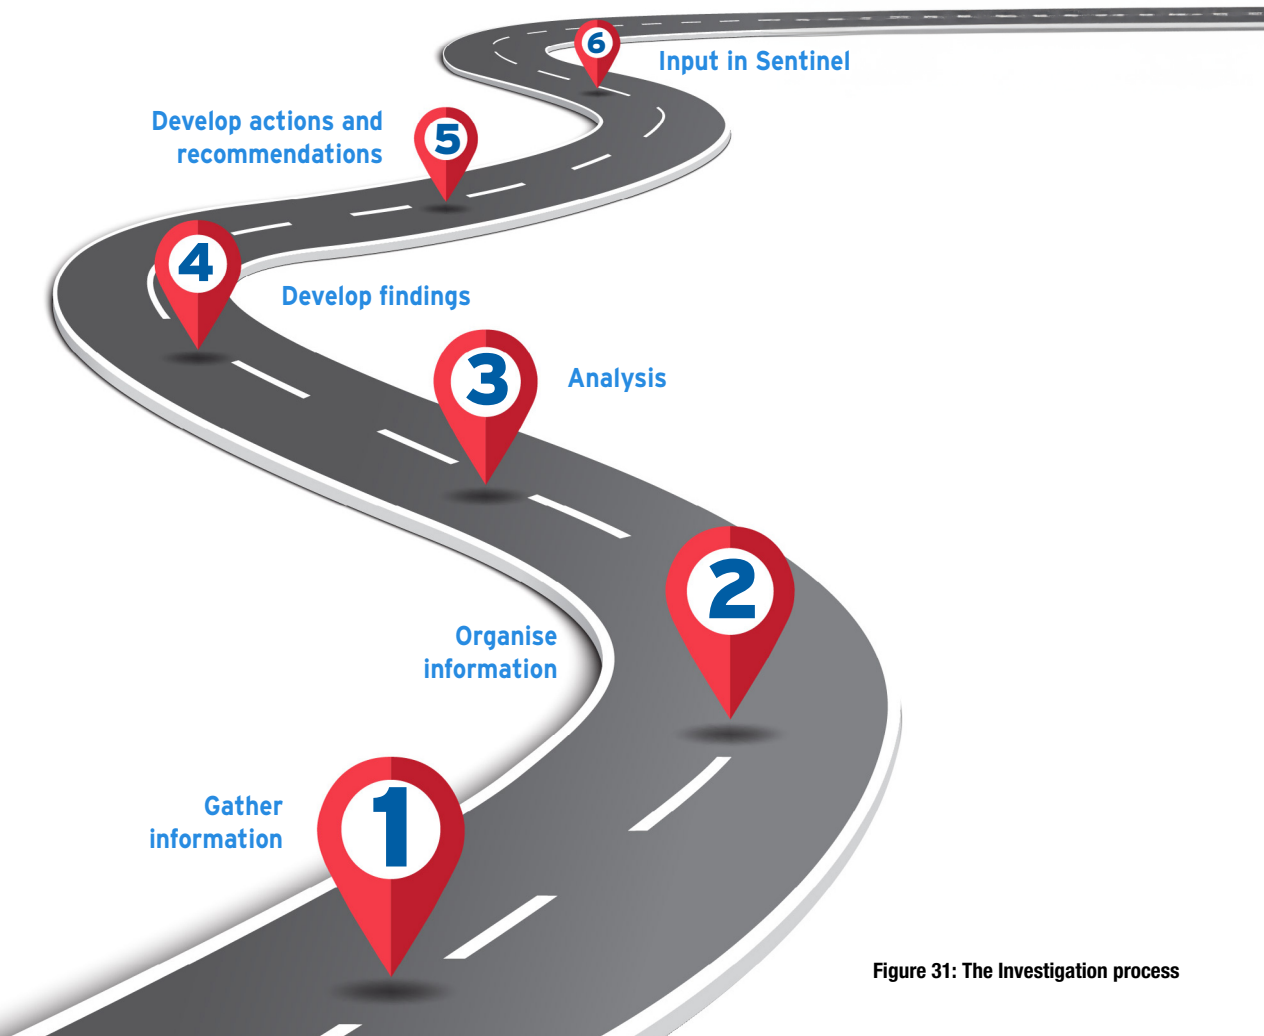 6
Input in Sentinel
Develop actions and
recommendations
5
4
Develop findings
3
Analysis
2
Organise
information
1
Gather
information
Figure 31: The Investigation process